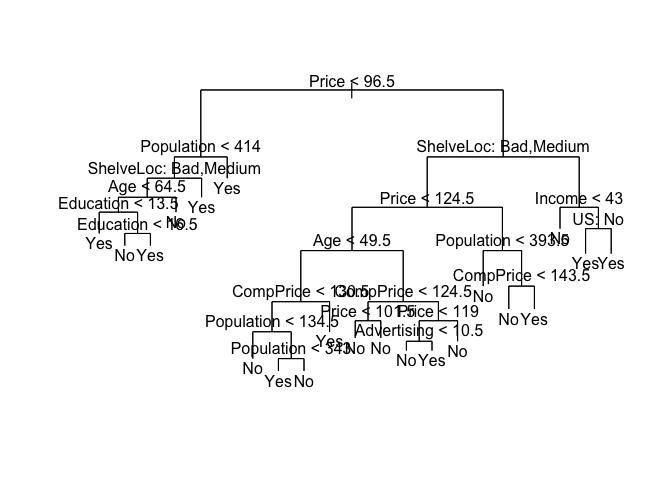 Price < 96.5
Population < 414
ShelveLoc: Bad,Medium
ShelveLoc: Bad,Medium
Yes
Age < 64.5
Price < 124.5
Income < 43
Education < 13.5
Yes
US: No
No
Education < 16.5
Age < 49.5
Population < 393.5
No
Yes
No Yes
Yes Yes
CompPrice < 143.5
CompPrice < 130.5
CompPrice < 124.5
No
Price < 101.5
Price < 119
Population < 134.5
No Yes
Advertising < 10.5
Yes
No No
Population < 343
No Yes
No
No
Yes No